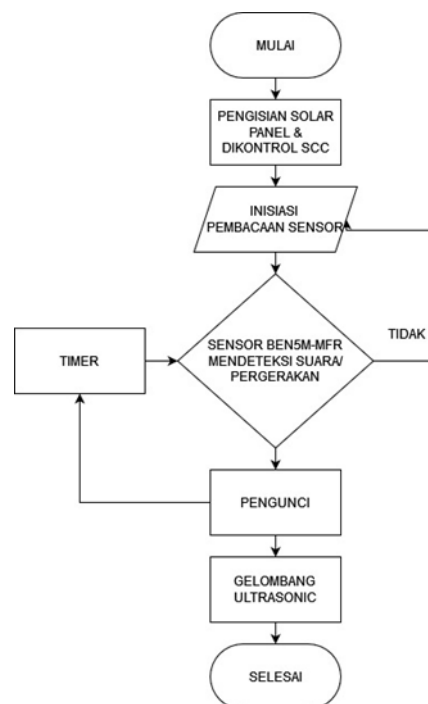 MULAI
PENGISIAN SOLAR
PANEL &
DIKONTROL SCC
INISIASI
PEMBACAAN SENSOR
SENSOR BEN5M-MFR
MENDETEKSI SUARA/
PERGERAKAN
TIDAK
TIMER
PENGUNCI
GELOMBANG
ULTRASONIC
SELESAI